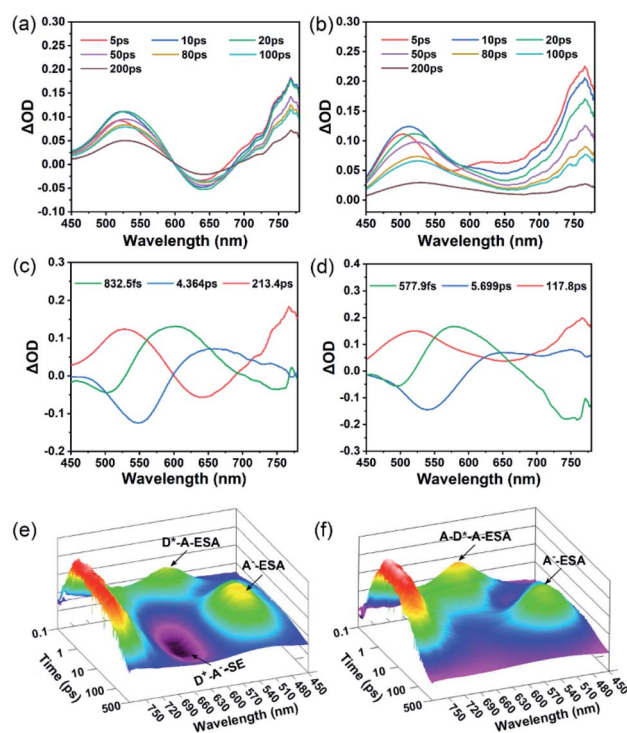 (a)
5ps 10ps 20ps
50ps 80ps 100ps
200ps
0.30
0.25
0.20
0.15
0.10
0.05
0.00
-0.05
-0.10
ΔOD
450 500 550 600 650 700 750
Wavelength (nm)
(b)
5ps 10ps 20ps
50ps 80ps 100ps
200ps
0.30
0.25
0.20
0.15
0.10
0.05
0.00
ΔOD
450 500 550 600 650 700 750
Wavelength (nm)
(c)
832.5fs 4.364ps 213.4ps
0.3
0.2
0.1
0.0
-0.1
-0.2
ΔOD
450 500 550 600 650 700 750
Wavelength (nm)
(d)
577.9fs 5.699ps 117.8ps
0.4
0.3
0.2
0.1
0.0
-0.1
-0.2
-0.3
ΔOD
450 500 550 600 650 700 750
Wavelength (nm)
(e)
D*-A-ESA
A⁻-ESA
D⁺-A⁻-SE
0.1
1
10
100
500
Time (ps)
750 720 690 660 630 600 570 540 510 480 450
Wavelength (nm)
(f)
A-D*-A-ESA
A⁻-ESA
0.1
1
10
100
500
Time (ps)
750 720 690 660 630 600 570 540 510 480 450
Wavelength (nm)